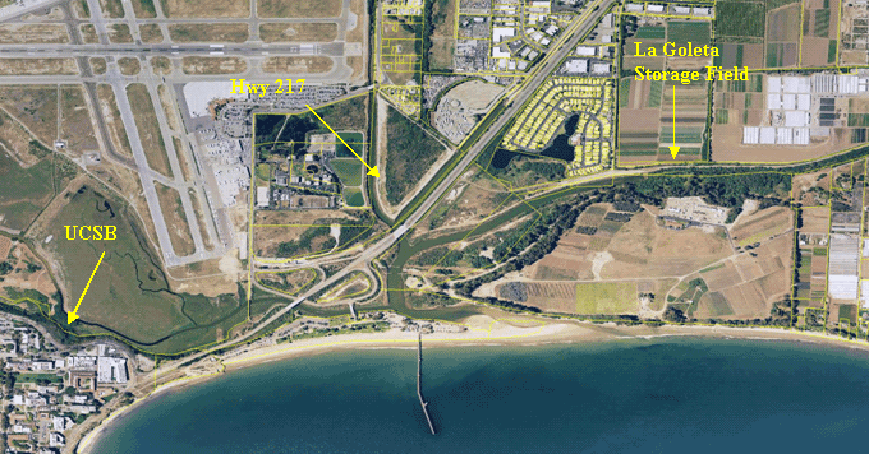 La Goleta
Storage Field
Hwy 217
UCSB